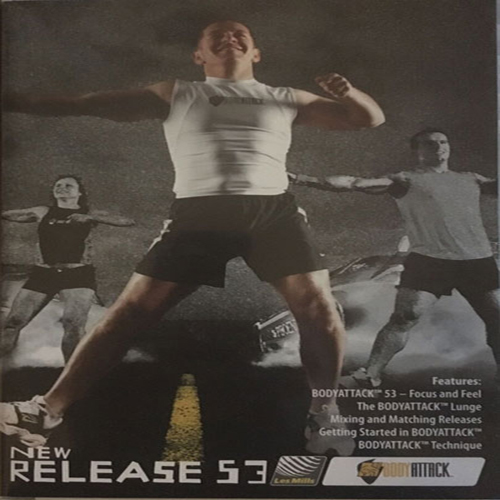 Features:
BODYATTACK™ 53 – Focus and Feel
The BODYATTACK™ Lunge
Mixing and Matching Releases
Getting Started in BODYATTACK™
BODYATTACK™ Technique
NEW
RELEASE 53
Les Mills
BODYATTACK™